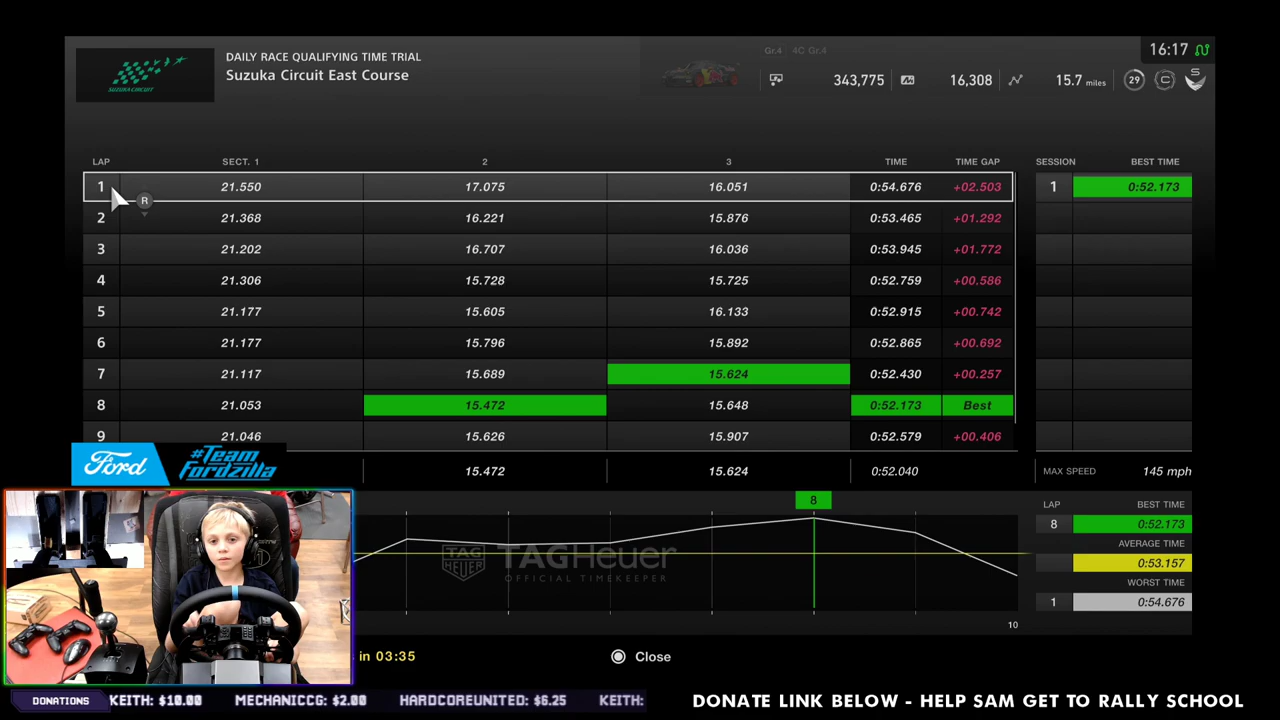 DAILY RACE QUALIFYING TIME TRIAL
Suzuka Circuit East Course
SUZUKA-CIRCUIT
Gr.4 4C Gr.4
16:17
343,775 16,308 15.7 miles 29 C S
LAP SECT. 1 2 3 TIME TIME GAP
1 21.550 17.075 16.051 0:54.676 +02.503
R
2 21.368 16.221 15.876 0:53.465 +01.292
3 21.202 16.707 16.036 0:53.945 +01.772
4 21.306 15.728 15.725 0:52.759 +00.586
5 21.177 15.605 16.133 0:52.915 +00.742
6 21.177 15.796 15.892 0:52.865 +00.692
7 21.117 15.689 15.624 0:52.430 +00.257
8 21.053 15.472 15.648 0:52.173 Best
9 21.046 15.626 15.907 0:52.579 +00.406
15.472 15.624 0:52.040
SESSION BEST TIME
1 0:52.173
MAX SPEED 145 mph
LAP BEST TIME
8 0:52.173
AVERAGE TIME
0:53.157
WORST TIME
1 0:54.676
Ford
#Team
Fordzilla
8
TAG HEUER TAGHeuer
OFFICIAL TIMEKEEPER
10
s in 03:35
Close
DONATIONS KEITH: $10.00 MECHANICCG: $2.00 HARDCOREUNITED: $6.25 KEITH:
DONATE LINK BELOW - HELP SAM GET TO RALLY SCHOOL